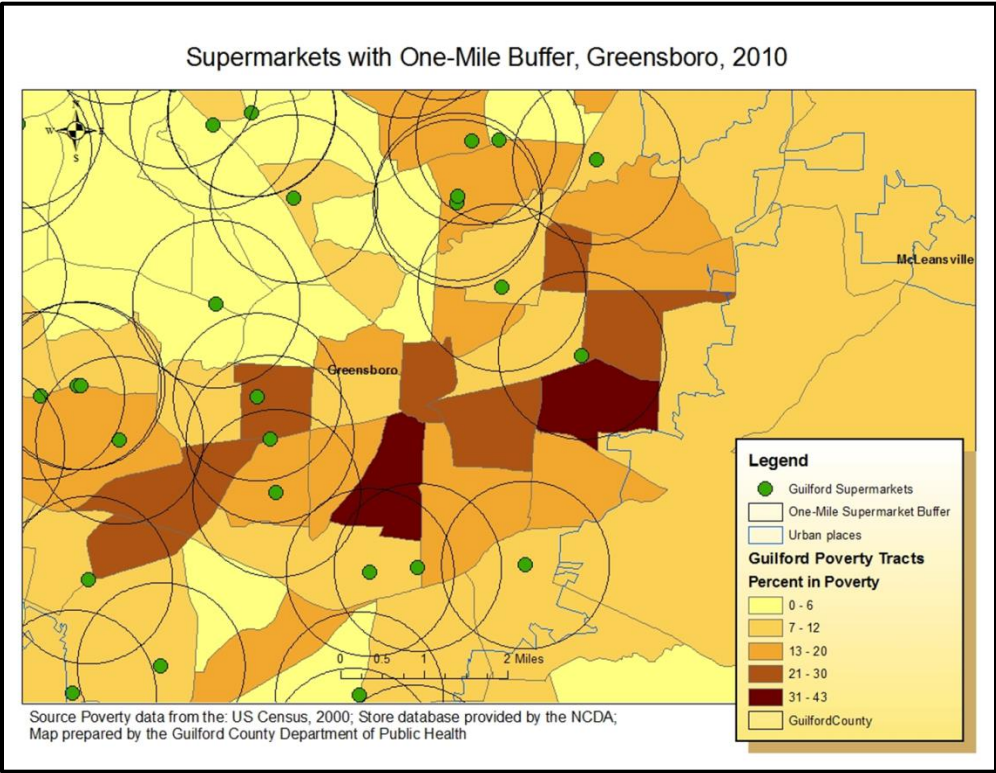 Supermarkets with One-Mile Buffer, Greensboro, 2010
N
W
E
S
McLeansville
Greensboro
0 0.5 1 2 Miles
Legend
Guilford Supermarkets
One-Mile Supermarket Buffer
Urban places
Guilford Poverty Tracts
Percent in Poverty
0 - 6
7 - 12
13 - 20
21 - 30
31 - 43
GuilfordCounty
Source Poverty data from the: US Census, 2000; Store database provided by the NCDA;
Map prepared by the Guilford County Department of Public Health